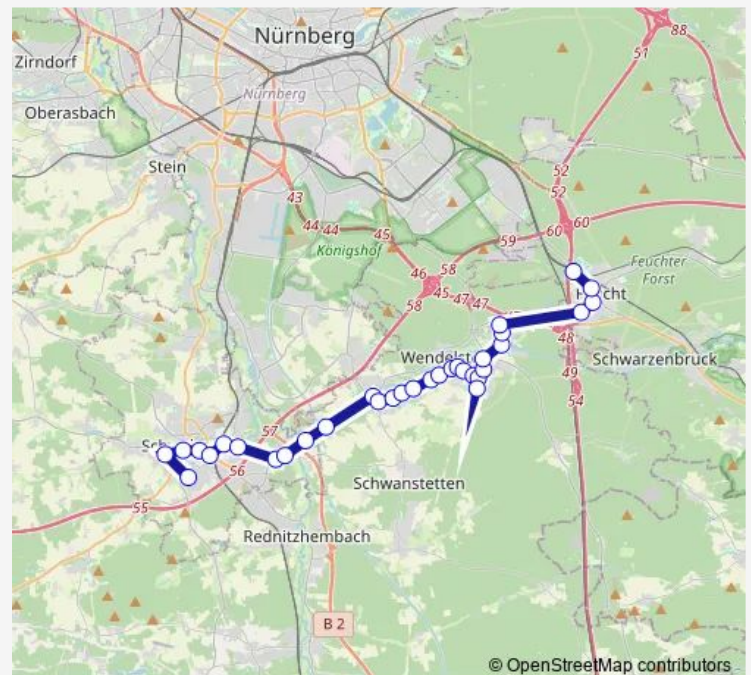 Nürnberg
88
51
Zirndorf
Nürnberg
Oberasbach
Stein
52
52
43
44 44
45
60 60
59
Königshof
Feuchter
Forst
46 58
45 47 47
58
48
Wendelst
Schwarzenbruck
49
54
57
56
Schwanstetten
55
Rednitzhembach
B 2
© OpenStreetMap contributors